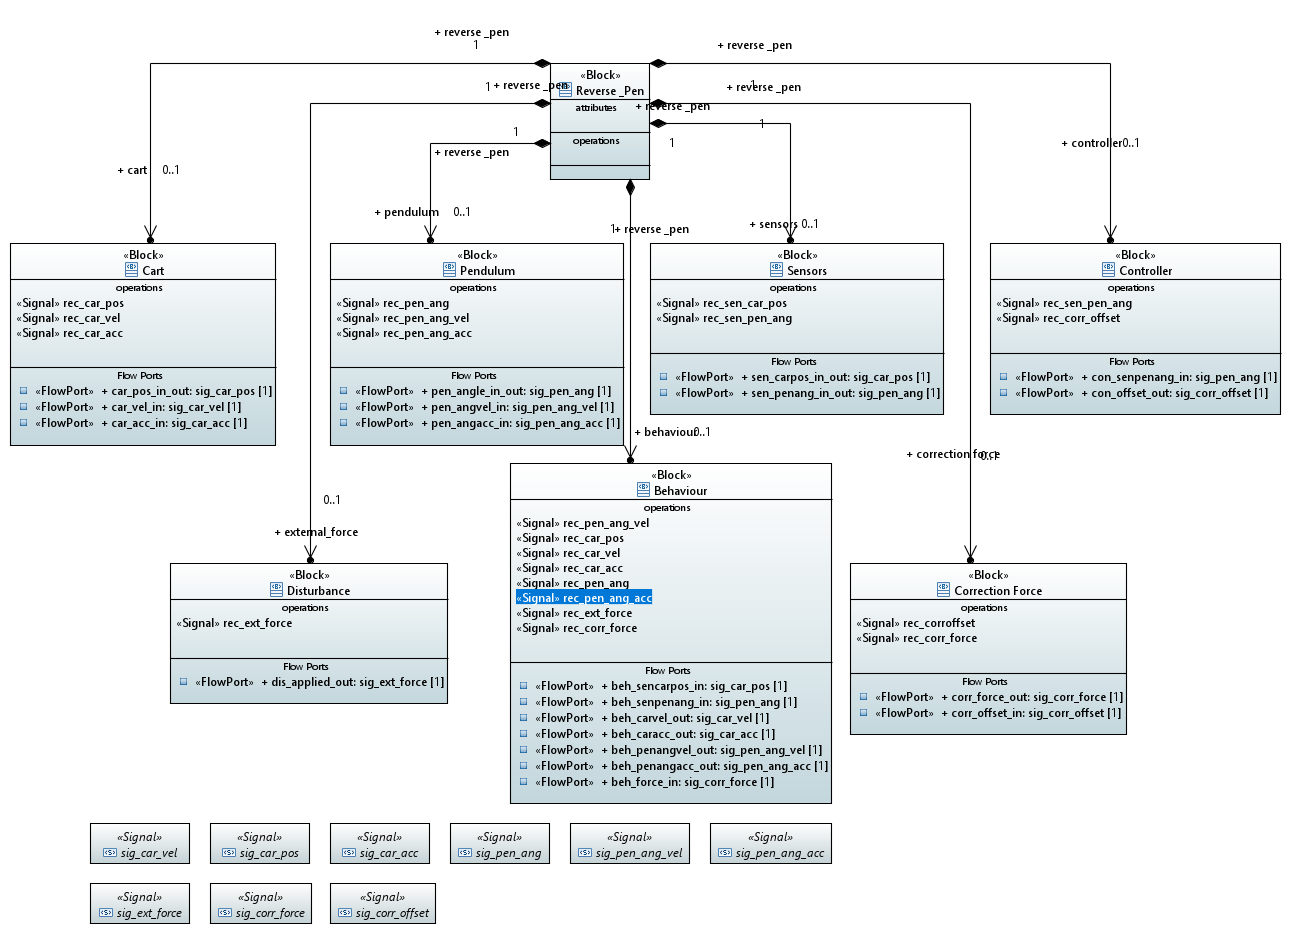 + reverse _pen
1
+ reverse _pen
«Block»
Reverse _Pen
attributes
operations
1 + reverse _pen
1
+ reverse _pen
+ reverse _pen
1
1
+ reverse _pen
1
+ cart 0..1
+ controller 0..1
+ pendulum 0..1
+ sensors 0..1
1 + reverse _pen
«Block»
Cart
operations
«Signal» rec_car_pos
«Signal» rec_car_vel
«Signal» rec_car_acc
Flow Ports
«FlowPort» + car_pos_in_out: sig_car_pos [1]
«FlowPort» + car_vel_in: sig_car_vel [1]
«FlowPort» + car_acc_in: sig_car_acc [1]
«Block»
Pendulum
operations
«Signal» rec_pen_ang
«Signal» rec_pen_ang_vel
«Signal» rec_pen_ang_acc
Flow Ports
«FlowPort» + pen_angle_in_out: sig_pen_ang [1]
«FlowPort» + pen_angvel_in: sig_pen_ang_vel [1]
«FlowPort» + pen_angacc_in: sig_pen_ang_acc [1]
«Block»
Sensors
operations
«Signal» rec_sen_car_pos
«Signal» rec_sen_pen_ang
Flow Ports
«FlowPort» + sen_carpos_in_out: sig_car_pos [1]
«FlowPort» + sen_penang_in_out: sig_pen_ang [1]
«Block»
Controller
operations
«Signal» rec_sen_pen_ang
«Signal» rec_corr_offset
Flow Ports
«FlowPort» + con_senpenang_in: sig_pen_ang [1]
«FlowPort» + con_offset_out: sig_corr_offset [1]
+ behaviour 0..1
+ correction force 0..1
0..1
+ external_force
«Block»
Disturbance
operations
«Signal» rec_ext_force
Flow Ports
«FlowPort» + dis_applied_out: sig_ext_force [1]
«Block»
Behaviour
operations
«Signal» rec_pen_ang_vel
«Signal» rec_car_pos
«Signal» rec_car_vel
«Signal» rec_car_acc
«Signal» rec_pen_ang
«Signal» rec_pen_ang_acc
«Signal» rec_ext_force
«Signal» rec_corr_force
Flow Ports
«FlowPort» + beh_sencarpos_in: sig_car_pos [1]
«FlowPort» + beh_senpenang_in: sig_pen_ang [1]
«FlowPort» + beh_carvel_out: sig_car_vel [1]
«FlowPort» + beh_caracc_out: sig_car_acc [1]
«FlowPort» + beh_penangvel_out: sig_pen_ang_vel [1]
«FlowPort» + beh_penangacc_out: sig_pen_ang_acc [1]
«FlowPort» + beh_force_in: sig_corr_force [1]
«Block»
Correction Force
operations
«Signal» rec_corroffset
«Signal» rec_corr_force
Flow Ports
«FlowPort» + corr_force_out: sig_corr_force [1]
«FlowPort» + corr_offset_in: sig_corr_offset [1]
«Signal»
sig_car_vel
«Signal»
sig_car_pos
«Signal»
sig_car_acc
«Signal»
sig_pen_ang
«Signal»
sig_pen_ang_vel
«Signal»
sig_pen_ang_acc
«Signal»
sig_ext_force
«Signal»
sig_corr_force
«Signal»
sig_corr_offset